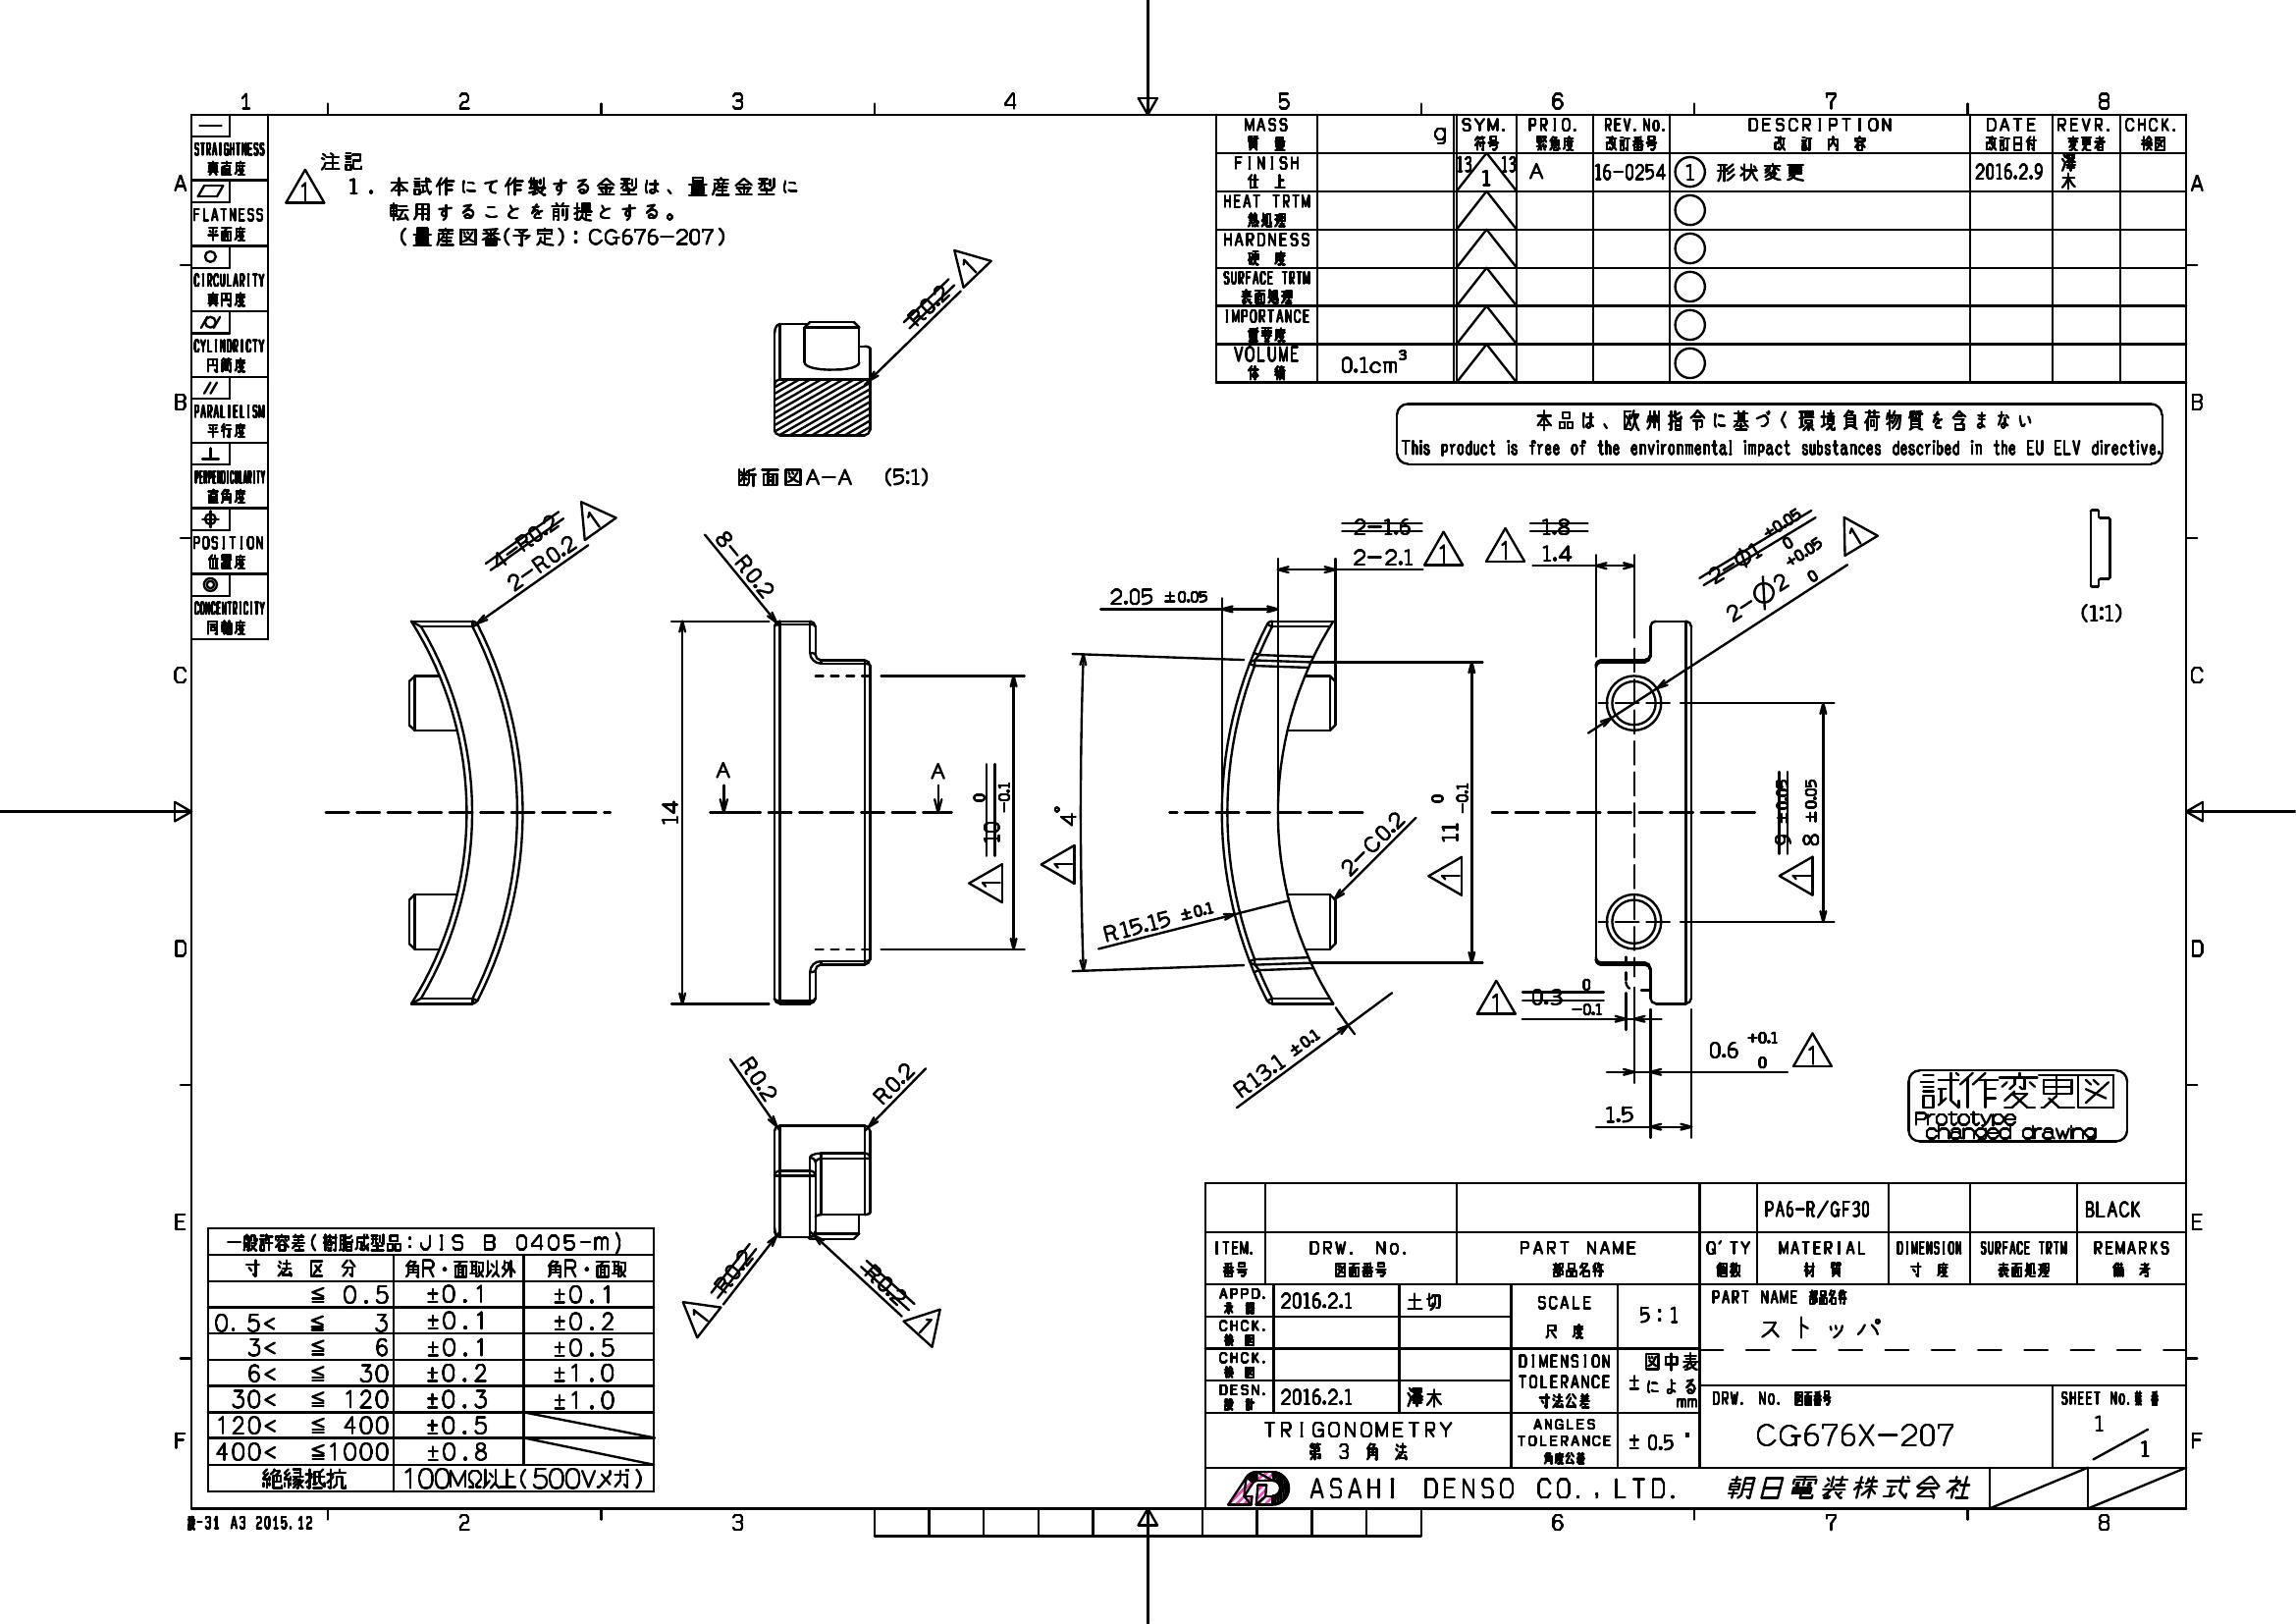 1 2 3 4 5 6 7 8
A A
B B
C C
D D
E E
F F
STRAIGHTNESS
真直度
FLATNESS
平面度
CIRCULARITY
真円度
CYLINDRICTY
円筒度
PARALIELISM
平行度
PERPENDICULARITY
直角度
POSITION
位置度
CONCENTRICITY
同軸度
注記
1 1. 本試作にて作製する金型は、量産金型に
転用することを前提とする。
(量産図番(予定):CG676-207)
MASS g SYM. PRIO. REV.No. DESCRIPTION DATE REVR. CHCK.
質量 符号 緊急度 改訂番号 改訂内容 改訂日付 変更者 検図
FINISH 13 1 13 A 16-0254 1 形状変更 2016.2.9 澤木
仕上
HEAT TRTM
熱処理
HARDNESS
硬度
SURFACE TRTM
表面処理
IMPORTANCE
重要度
VOLUME 0.1cm³
体積
本品は、欧州指令に基づく環境負荷物質を含まない
This product is free of the environmental impact substances described in the EU ELV directive.
R0.2 1
断面図A-A (5:1)
4-R0.2 1
2-R0.2
8-R0.2
14
A A
10 0 -0.1 1
2-1.6
2-2.1 1
2.05 ±0.05
4° 1
11 0 -0.1 1
2-C0.2
R15.15 ±0.1
R13.1 ±0.1
1.8
1 1.4
2-φ1 +0.05 0
2-φ2 +0.05 0 1
9 ±0.05
8 ±0.05 1
1 0.3 0 -0.1
0.6 +0.1 0 1
1.5
(1:1)
R0.2 R0.2
R0.2 1
R0.2 1
試作変更図
Prototype
changed drawing
一般許容差(樹脂成型品:JIS B 0405-m)
寸法区分 角R・面取以外 角R・面取
≦ 0.5 ±0.1 ±0.1
0.5< ≦ 3 ±0.1 ±0.2
3< ≦ 6 ±0.1 ±0.5
6< ≦ 30 ±0.2 ±1.0
30< ≦ 120 ±0.3 ±1.0
120< ≦ 400 ±0.5
400< ≦1000 ±0.8
絶縁抵抗 100MΩ以上(500Vメガ)
PA6-R/GF30 BLACK
ITEM. DRW. No. PART NAME Q'TY MATERIAL DIMENSION SURFACE TRTM REMARKS
番号 図面番号 部品名称 個数 材質 寸度 表面処理 備考
APPD. 2016.2.1 土切 SCALE 5:1 PART NAME 部品名称
承認 尺度 ストッパ
CHCK.
検図
CHCK. DIMENSION 図中表
検図 TOLERANCE ±による
DESN. 2016.2.1 澤木 寸法公差 mm DRW. No. 図面番号 SHEET No.葉番
設計 CG676X-207 1/1
TRIGONOMETRY ANGLES
第3角法 TOLERANCE ±0.5°
角度公差
AD ASAHI DENSO CO.,LTD. 朝日電装株式会社
-31 A3 2015.12
2 3 6 7 8